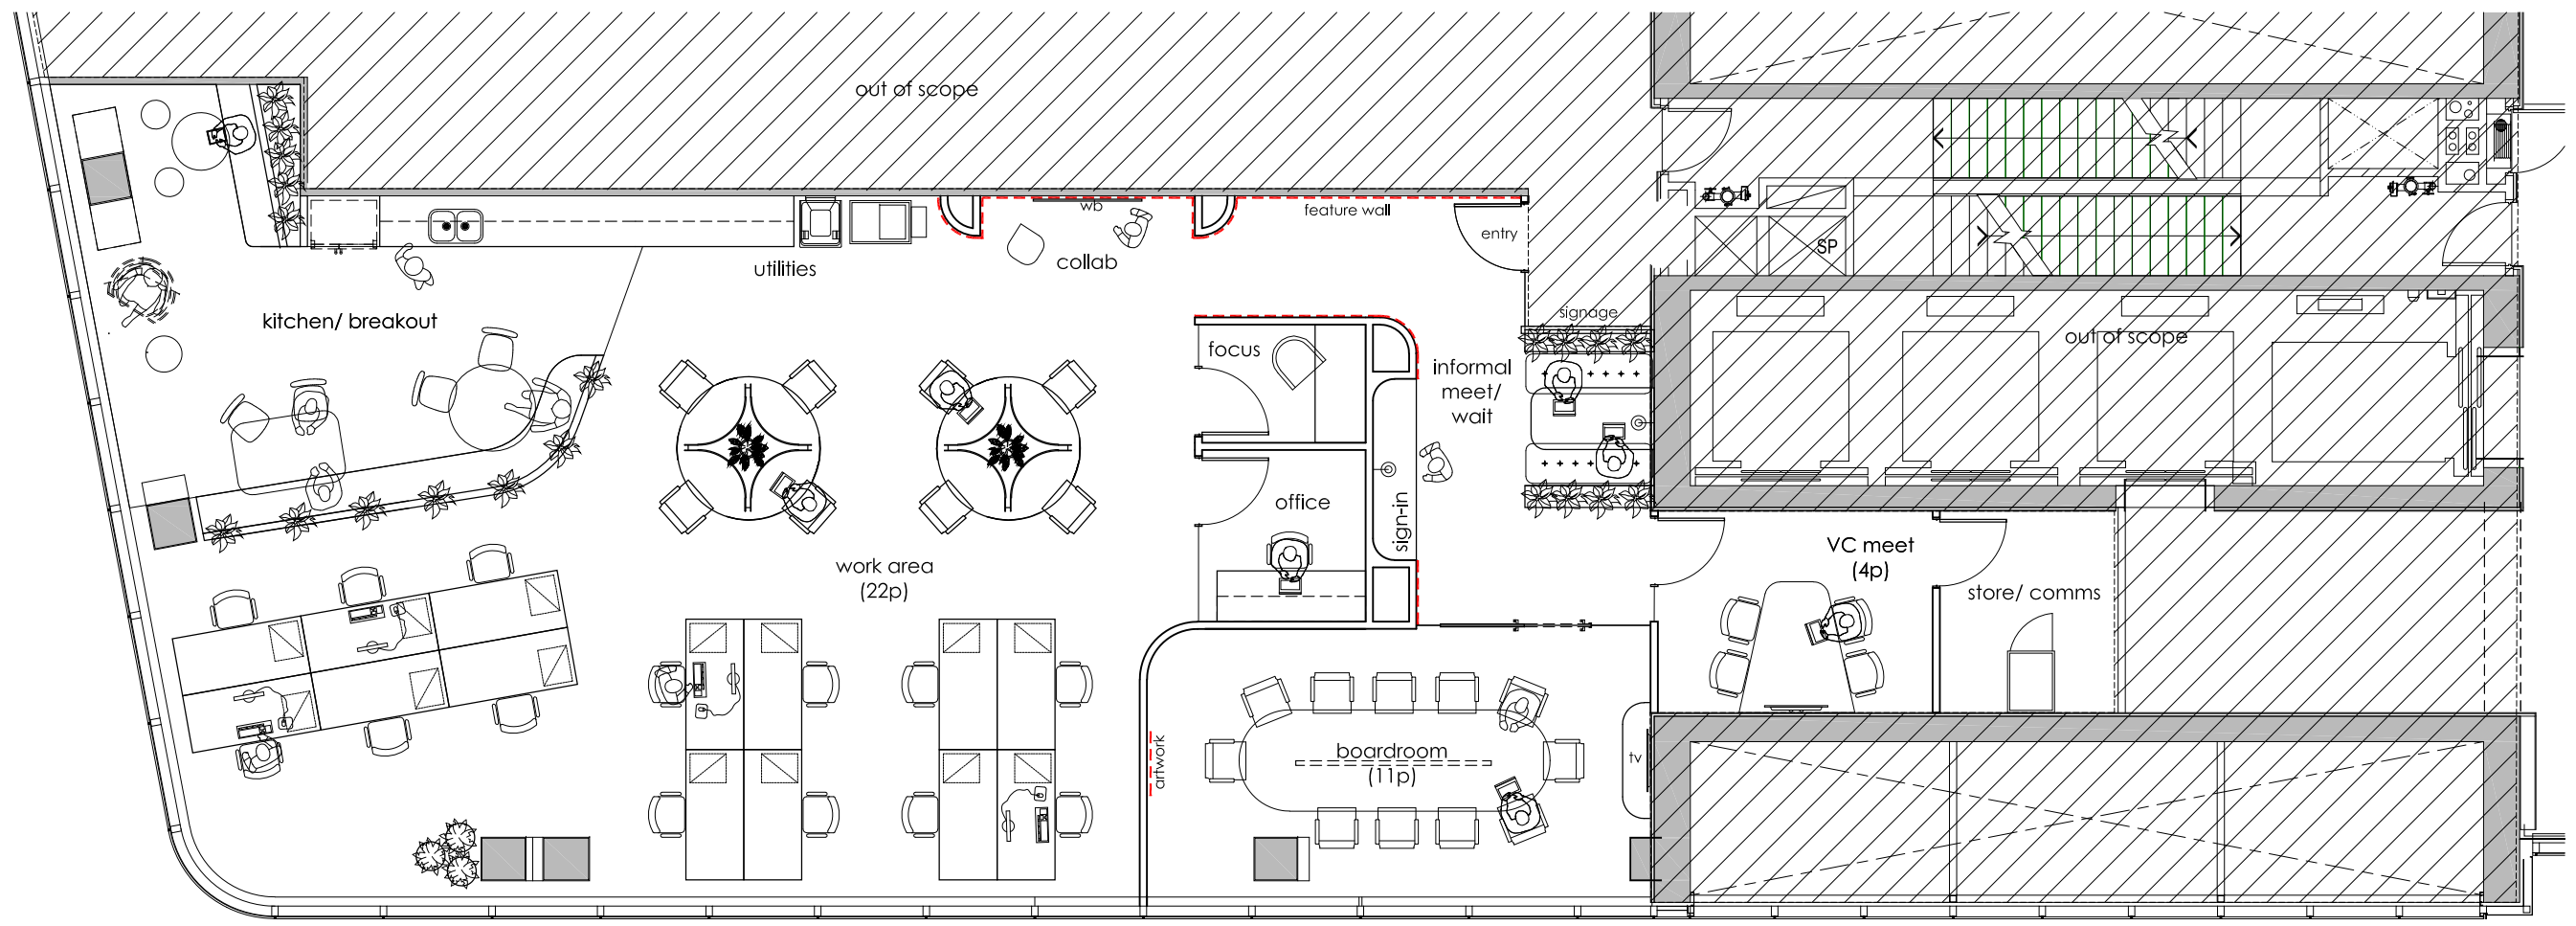 out of scope
wb
feature wall
entry
collab
utilities
SP
kitchen/ breakout
signage
out of scope
focus
informal
meet/
wait
office
sign-in
VC meet
(4p)
work area
(22p)
store/ comms
artwork
boardroom
(11p)
tv